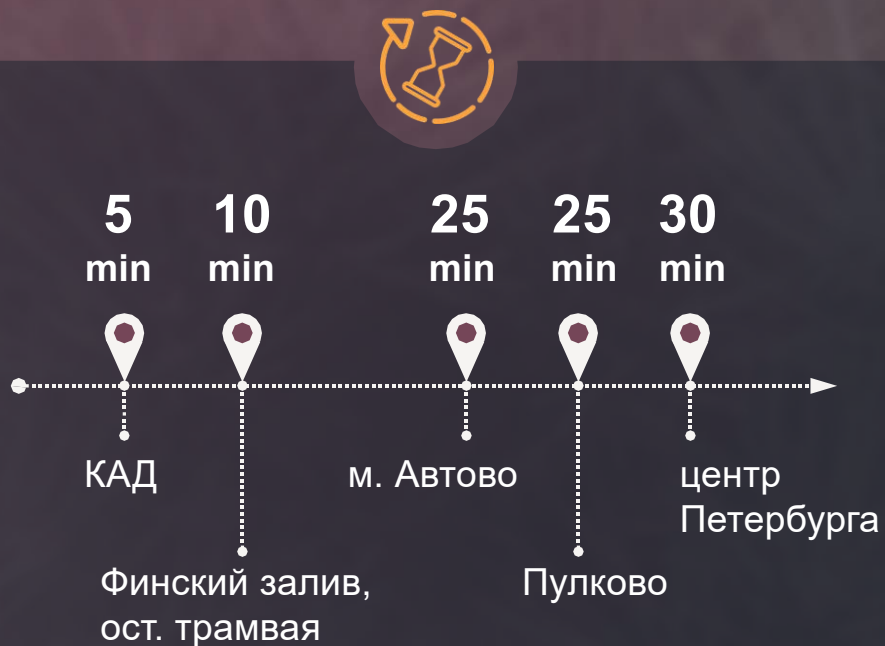 5 10 25 25 30
min min min min min
КАД м. Автово центр
Петербурга
Финский залив, Пулково
ост. трамвая